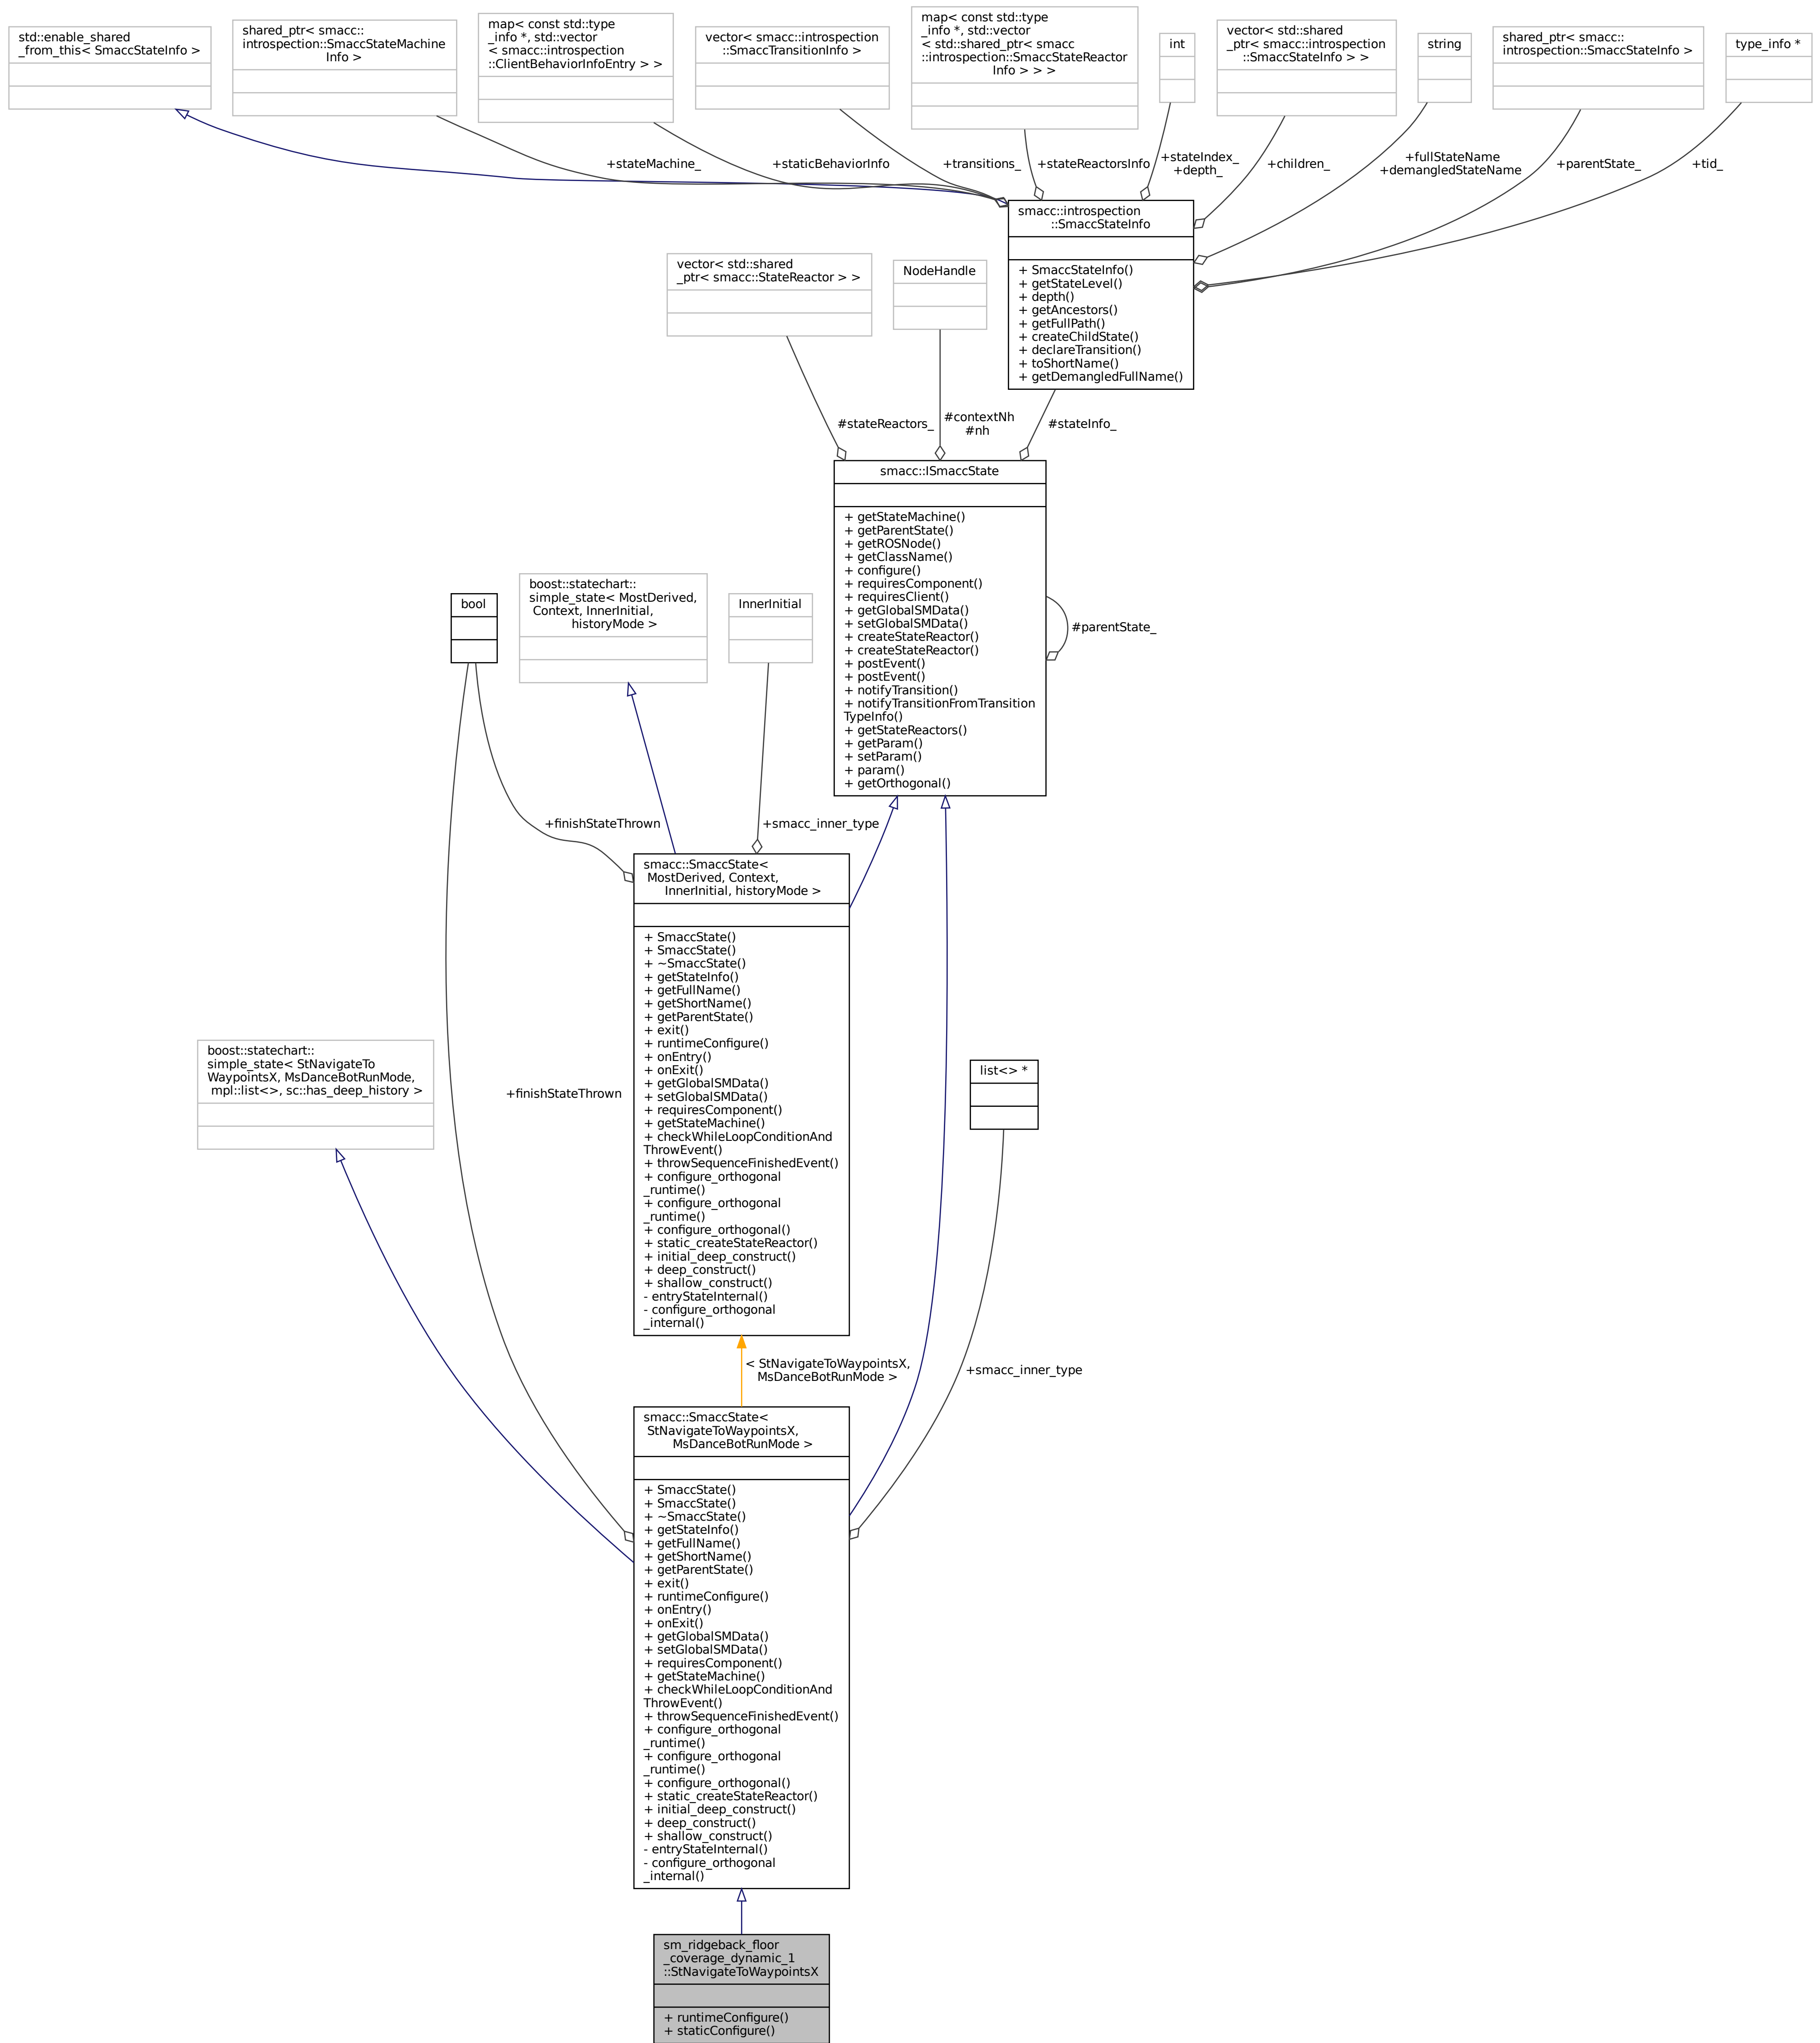 std::enable_shared
_from_this< SmaccStateInfo >
shared_ptr< smacc::
introspection::SmaccStateMachine
Info >
map< const std::type
_info *, std::vector
< smacc::introspection
::ClientBehaviorInfoEntry > >
vector< smacc::introspection
::SmaccTransitionInfo >
map< const std::type
_info *, std::vector
< std::shared_ptr< smacc
::introspection::SmaccStateReactor
Info > > >
int
vector< std::shared
_ptr< smacc::introspection
::SmaccStateInfo > >
string
shared_ptr< smacc::
introspection::SmaccStateInfo >
type_info *
+stateMachine_
+staticBehaviorInfo
+transitions_
+stateReactorsInfo
+stateIndex_
+depth_
+children_
+fullStateName
+demangledStateName
+parentState_
+tid_
smacc::introspection
::SmaccStateInfo
+ SmaccStateInfo()
+ getStateLevel()
+ depth()
+ getAncestors()
+ getFullPath()
+ createChildState()
+ declareTransition()
+ toShortName()
+ getDemangledFullName()
vector< std::shared
_ptr< smacc::StateReactor > >
NodeHandle
#stateReactors_
#contextNh
#nh
#stateInfo_
smacc::ISmaccState
+ getStateMachine()
+ getParentState()
+ getROSNode()
+ getClassName()
+ configure()
+ requiresComponent()
+ requiresClient()
+ getGlobalSMData()
+ setGlobalSMData()
+ createStateReactor()
+ createStateReactor()
+ postEvent()
+ postEvent()
+ notifyTransition()
+ notifyTransitionFromTransition
TypeInfo()
+ getStateReactors()
+ getParam()
+ setParam()
+ param()
+ getOrthogonal()
#parentState_
bool
boost::statechart::
simple_state< MostDerived,
Context, InnerInitial,
historyMode >
InnerInitial
+finishStateThrown
+smacc_inner_type
smacc::SmaccState<
MostDerived, Context,
InnerInitial, historyMode >
+ SmaccState()
+ SmaccState()
+ ~SmaccState()
+ getStateInfo()
+ getFullName()
+ getShortName()
+ getParentState()
+ exit()
+ runtimeConfigure()
+ onEntry()
+ onExit()
+ getGlobalSMData()
+ setGlobalSMData()
+ requiresComponent()
+ getStateMachine()
+ checkWhileLoopConditionAnd
ThrowEvent()
+ throwSequenceFinishedEvent()
+ configure_orthogonal
_runtime()
+ configure_orthogonal
_runtime()
+ configure_orthogonal()
+ static_createStateReactor()
+ initial_deep_construct()
+ deep_construct()
+ shallow_construct()
- entryStateInternal()
- configure_orthogonal
_internal()
boost::statechart::
simple_state< StNavigateTo
WaypointsX, MsDanceBotRunMode,
mpl::list<>, sc::has_deep_history >
+finishStateThrown
list<> *
< StNavigateToWaypointsX,
MsDanceBotRunMode >
+smacc_inner_type
smacc::SmaccState<
StNavigateToWaypointsX,
MsDanceBotRunMode >
+ SmaccState()
+ SmaccState()
+ ~SmaccState()
+ getStateInfo()
+ getFullName()
+ getShortName()
+ getParentState()
+ exit()
+ runtimeConfigure()
+ onEntry()
+ onExit()
+ getGlobalSMData()
+ setGlobalSMData()
+ requiresComponent()
+ getStateMachine()
+ checkWhileLoopConditionAnd
ThrowEvent()
+ throwSequenceFinishedEvent()
+ configure_orthogonal
_runtime()
+ configure_orthogonal
_runtime()
+ configure_orthogonal()
+ static_createStateReactor()
+ initial_deep_construct()
+ deep_construct()
+ shallow_construct()
- entryStateInternal()
- configure_orthogonal
_internal()
sm_ridgeback_floor
_coverage_dynamic_1
::StNavigateToWaypointsX
+ runtimeConfigure()
+ staticConfigure()